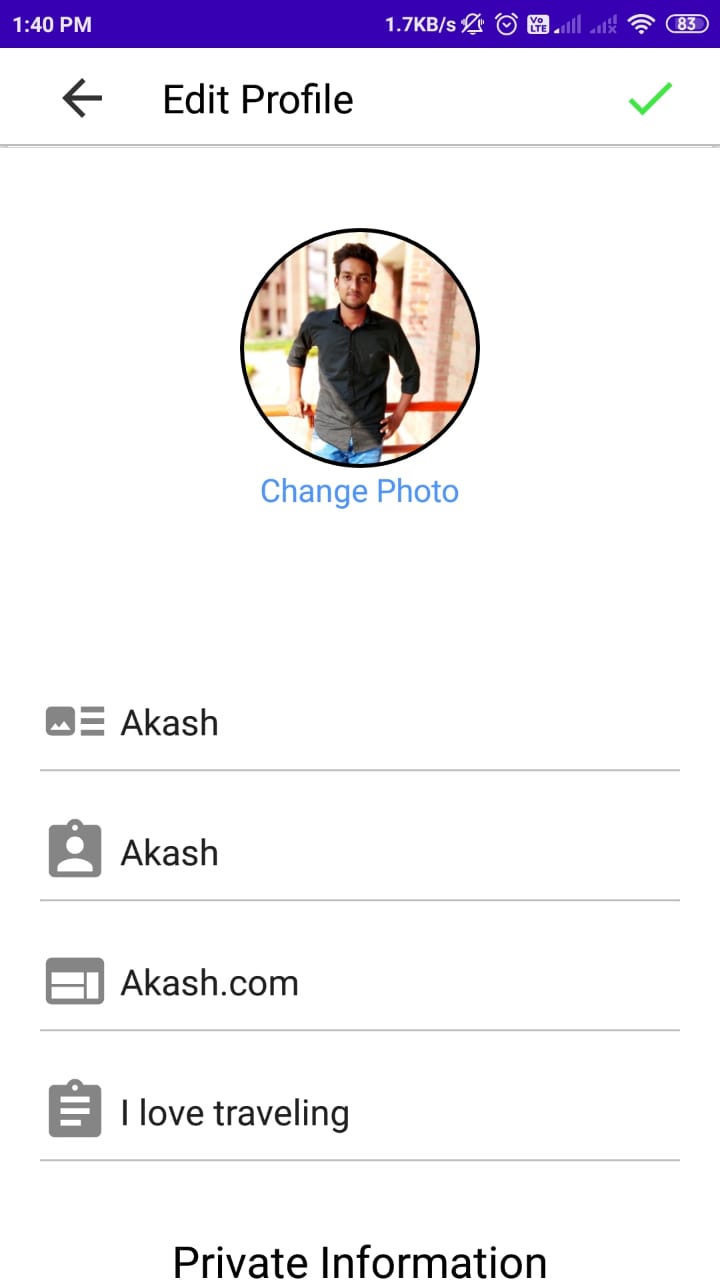 1:40 PM 1.7KB/s Vo LTE 83
Edit Profile
Change Photo
Akash
Akash
Akash.com
I love traveling
Private Information